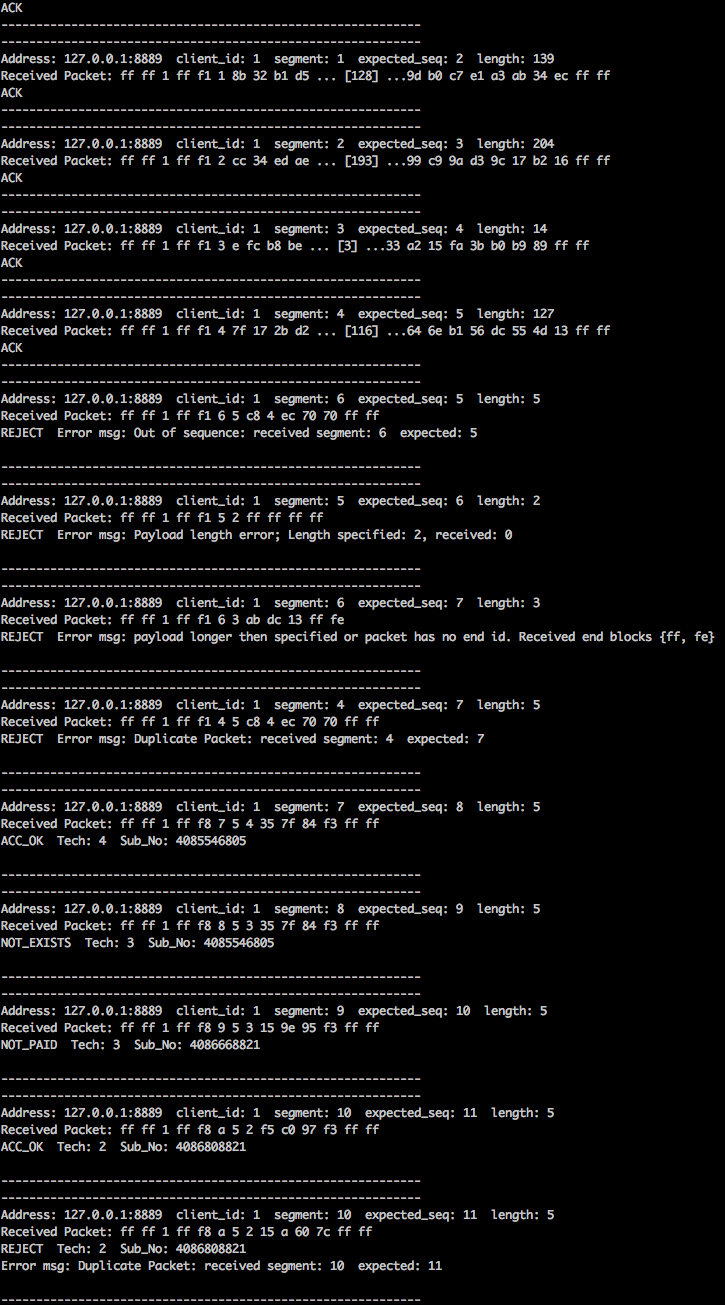 ACK
------------------------------------------------------------
------------------------------------------------------------
Address: 127.0.0.1:8889  client_id: 1  segment: 1  expected_seq: 2  length: 139
Received Packet: ff ff 1 ff f1 1 8b 32 b1 d5 ... [128] ...9d b0 c7 e1 a3 ab 34 ec ff ff
ACK
------------------------------------------------------------
------------------------------------------------------------
Address: 127.0.0.1:8889  client_id: 1  segment: 2  expected_seq: 3  length: 204
Received Packet: ff ff 1 ff f1 2 cc 34 ed ae ... [193] ...99 c9 9a d3 9c 17 b2 16 ff ff
ACK
------------------------------------------------------------
------------------------------------------------------------
Address: 127.0.0.1:8889  client_id: 1  segment: 3  expected_seq: 4  length: 14
Received Packet: ff ff 1 ff f1 3 e fc b8 be ... [3] ...33 a2 15 fa 3b b0 b9 89 ff ff
ACK
------------------------------------------------------------
------------------------------------------------------------
Address: 127.0.0.1:8889  client_id: 1  segment: 4  expected_seq: 5  length: 127
Received Packet: ff ff 1 ff f1 4 7f 17 2b d2 ... [116] ...64 6e b1 56 dc 55 4d 13 ff ff
ACK
------------------------------------------------------------
------------------------------------------------------------
Address: 127.0.0.1:8889  client_id: 1  segment: 6  expected_seq: 5  length: 5
Received Packet: ff ff 1 ff f1 6 5 c8 4 ec 70 70 ff ff
REJECT  Error msg: Out of sequence: received segment: 6  expected: 5
------------------------------------------------------------
------------------------------------------------------------
Address: 127.0.0.1:8889  client_id: 1  segment: 5  expected_seq: 6  length: 2
Received Packet: ff ff 1 ff f1 5 2 ff ff ff ff
REJECT  Error msg: Payload length error; Length specified: 2, received: 0
------------------------------------------------------------
------------------------------------------------------------
Address: 127.0.0.1:8889  client_id: 1  segment: 6  expected_seq: 7  length: 3
Received Packet: ff ff 1 ff f1 6 3 ab dc 13 ff fe
REJECT  Error msg: payload longer then specified or packet has no end id. Received end blocks {ff, fe}
------------------------------------------------------------
------------------------------------------------------------
Address: 127.0.0.1:8889  client_id: 1  segment: 4  expected_seq: 7  length: 5
Received Packet: ff ff 1 ff f1 4 5 c8 4 ec 70 70 ff ff
REJECT  Error msg: Duplicate Packet: received segment: 4  expected: 7
------------------------------------------------------------
------------------------------------------------------------
Address: 127.0.0.1:8889  client_id: 1  segment: 7  expected_seq: 8  length: 5
Received Packet: ff ff 1 ff f8 7 5 4 35 7f 84 f3 ff ff
ACC_OK  Tech: 4  Sub_No: 4085546805
------------------------------------------------------------
------------------------------------------------------------
Address: 127.0.0.1:8889  client_id: 1  segment: 8  expected_seq: 9  length: 5
Received Packet: ff ff 1 ff f8 8 5 3 35 7f 84 f3 ff ff
NOT_EXISTS  Tech: 3  Sub_No: 4085546805
------------------------------------------------------------
------------------------------------------------------------
Address: 127.0.0.1:8889  client_id: 1  segment: 9  expected_seq: 10  length: 5
Received Packet: ff ff 1 ff f8 9 5 3 15 9e 95 f3 ff ff
NOT_PAID  Tech: 3  Sub_No: 4086668821
------------------------------------------------------------
------------------------------------------------------------
Address: 127.0.0.1:8889  client_id: 1  segment: 10  expected_seq: 11  length: 5
Received Packet: ff ff 1 ff f8 a 5 2 f5 c0 97 f3 ff ff
ACC_OK  Tech: 2  Sub_No: 4086808821
------------------------------------------------------------
------------------------------------------------------------
Address: 127.0.0.1:8889  client_id: 1  segment: 10  expected_seq: 11  length: 5
Received Packet: ff ff 1 ff f8 a 5 2 15 a 60 7c ff ff
REJECT  Tech: 2  Sub_No: 4086808821
Error msg: Duplicate Packet: received segment: 10  expected: 11
------------------------------------------------------------